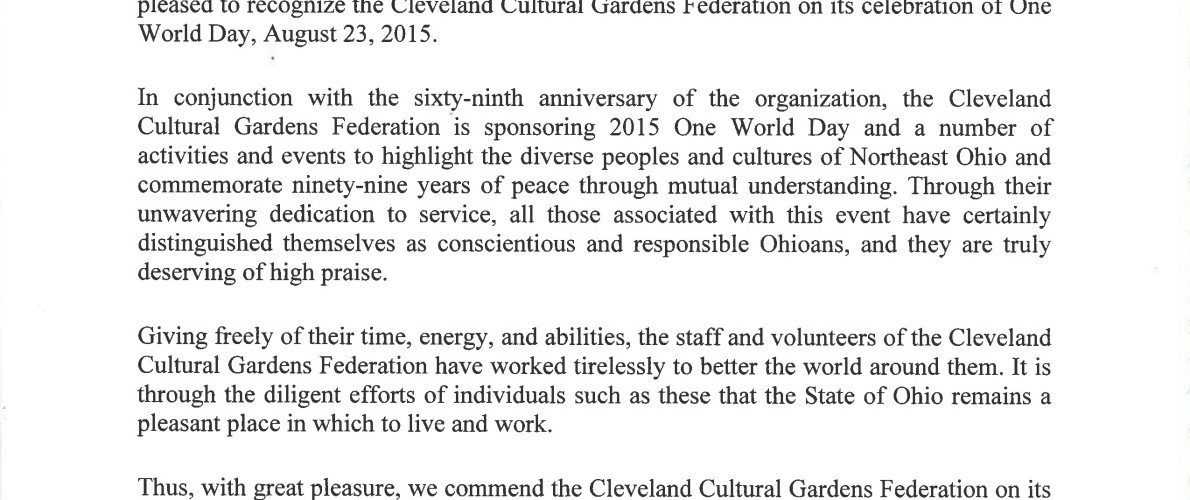 pleased to recognize the Cleveland Cultural Gardens Federation on its celebration of One
World Day, August 23, 2015.
In conjunction with the sixty-ninth anniversary of the organization, the Cleveland
Cultural Gardens Federation is sponsoring 2015 One World Day and a number of
activities and events to highlight the diverse peoples and cultures of Northeast Ohio and
commemorate ninety-nine years of peace through mutual understanding. Through their
unwavering dedication to service, all those associated with this event have certainly
distinguished themselves as conscientious and responsible Ohioans, and they are truly
deserving of high praise.
Giving freely of their time, energy, and abilities, the staff and volunteers of the Cleveland
Cultural Gardens Federation have worked tirelessly to better the world around them. It is
through the diligent efforts of individuals such as these that the State of Ohio remains a
pleasant place in which to live and work.
Thus, with great pleasure, we commend the Cleveland Cultural Gardens Federation on its